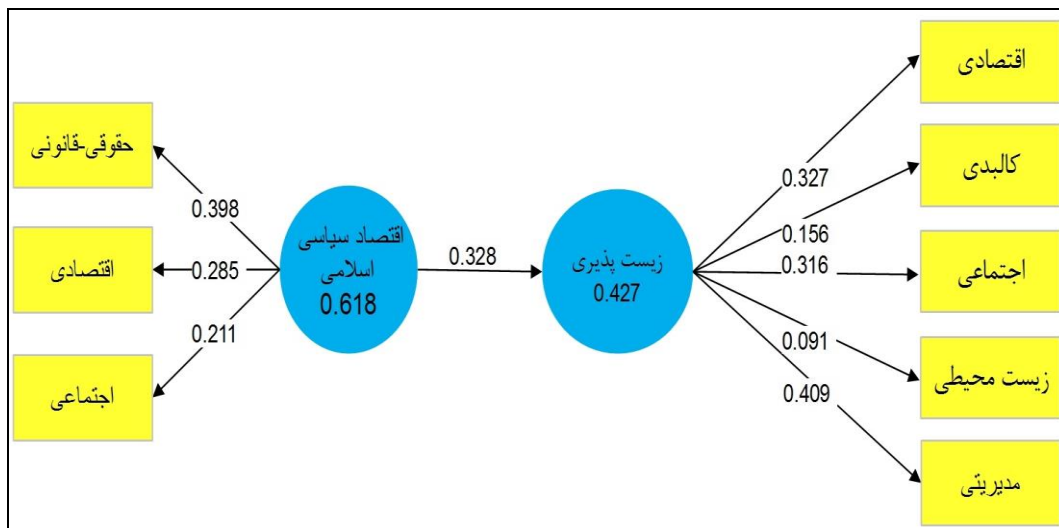 اقتصادی
کالبدی
اجتماعی
زیست محیطی
مدیریتی
0.327
0.156
0.316
0.091
0.409
زیست پذیری
0.427
0.328
اقتصاد سیاسی
اسلامی
0.618
0.398
0.285
0.211
حقوقی-قانونی
اقتصادی
اجتماعی